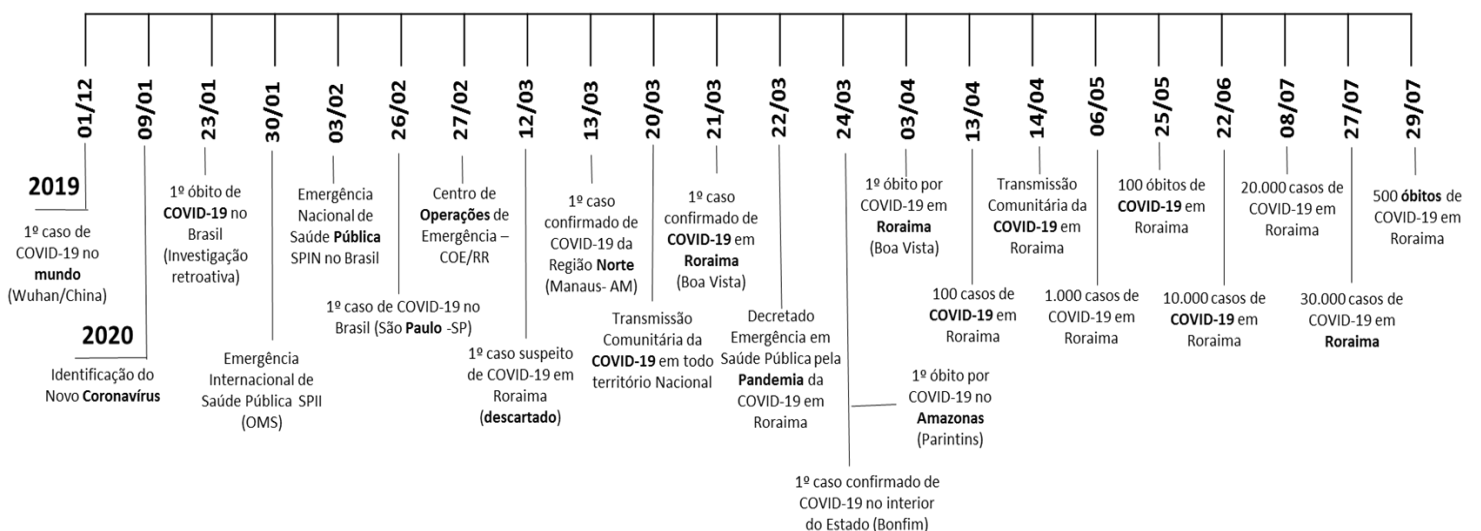 01/12
09/01
23/01
30/01
03/02
26/02
27/02
12/03
13/03
20/03
21/03
22/03
24/03
03/04
13/04
14/04
06/05
25/05
22/06
08/07
27/07
29/07
2019
1º caso de
COVID-19 no
mundo
(Wuhan/China)
2020
Identificação do
Novo Coronavírus
1º óbito de
COVID-19 no
Brasil
(Investigação
retroativa)
Emergência
Internacional de
Saúde Pública SPII
(OMS)
Emergência
Nacional de
Saúde Pública
SPIN no Brasil
1º caso de COVID-19 no
Brasil (São Paulo -SP)
Centro de
Operações de
Emergência –
COE/RR
1º caso suspeito
de COVID-19 em
Roraima
(descartado)
1º caso
confirmado de
COVID-19 da
Região Norte
(Manaus- AM)
Transmissão
Comunitária da
COVID-19 em todo
território Nacional
1º caso
confirmado de
COVID-19 em
Roraima
(Boa Vista)
Decretado
Emergência em
Saúde Pública pela
Pandemia da
COVID-19 em
Roraima
1º caso confirmado de
COVID-19 no interior
do Estado (Bonfim)
1º óbito por
COVID-19 no
Amazonas
(Parintins)
1º óbito por
COVID-19 em
Roraima
(Boa Vista)
100 casos de
COVID-19 em
Roraima
Transmissão
Comunitária da
COVID-19 em
Roraima
1.000 casos de
COVID-19 em
Roraima
100 óbitos de
COVID-19 em
Roraima
10.000 casos de
COVID-19 em
Roraima
20.000 casos de
COVID-19 em
Roraima
30.000 casos de
COVID-19 em
Roraima
500 óbitos de
COVID-19 em
Roraima